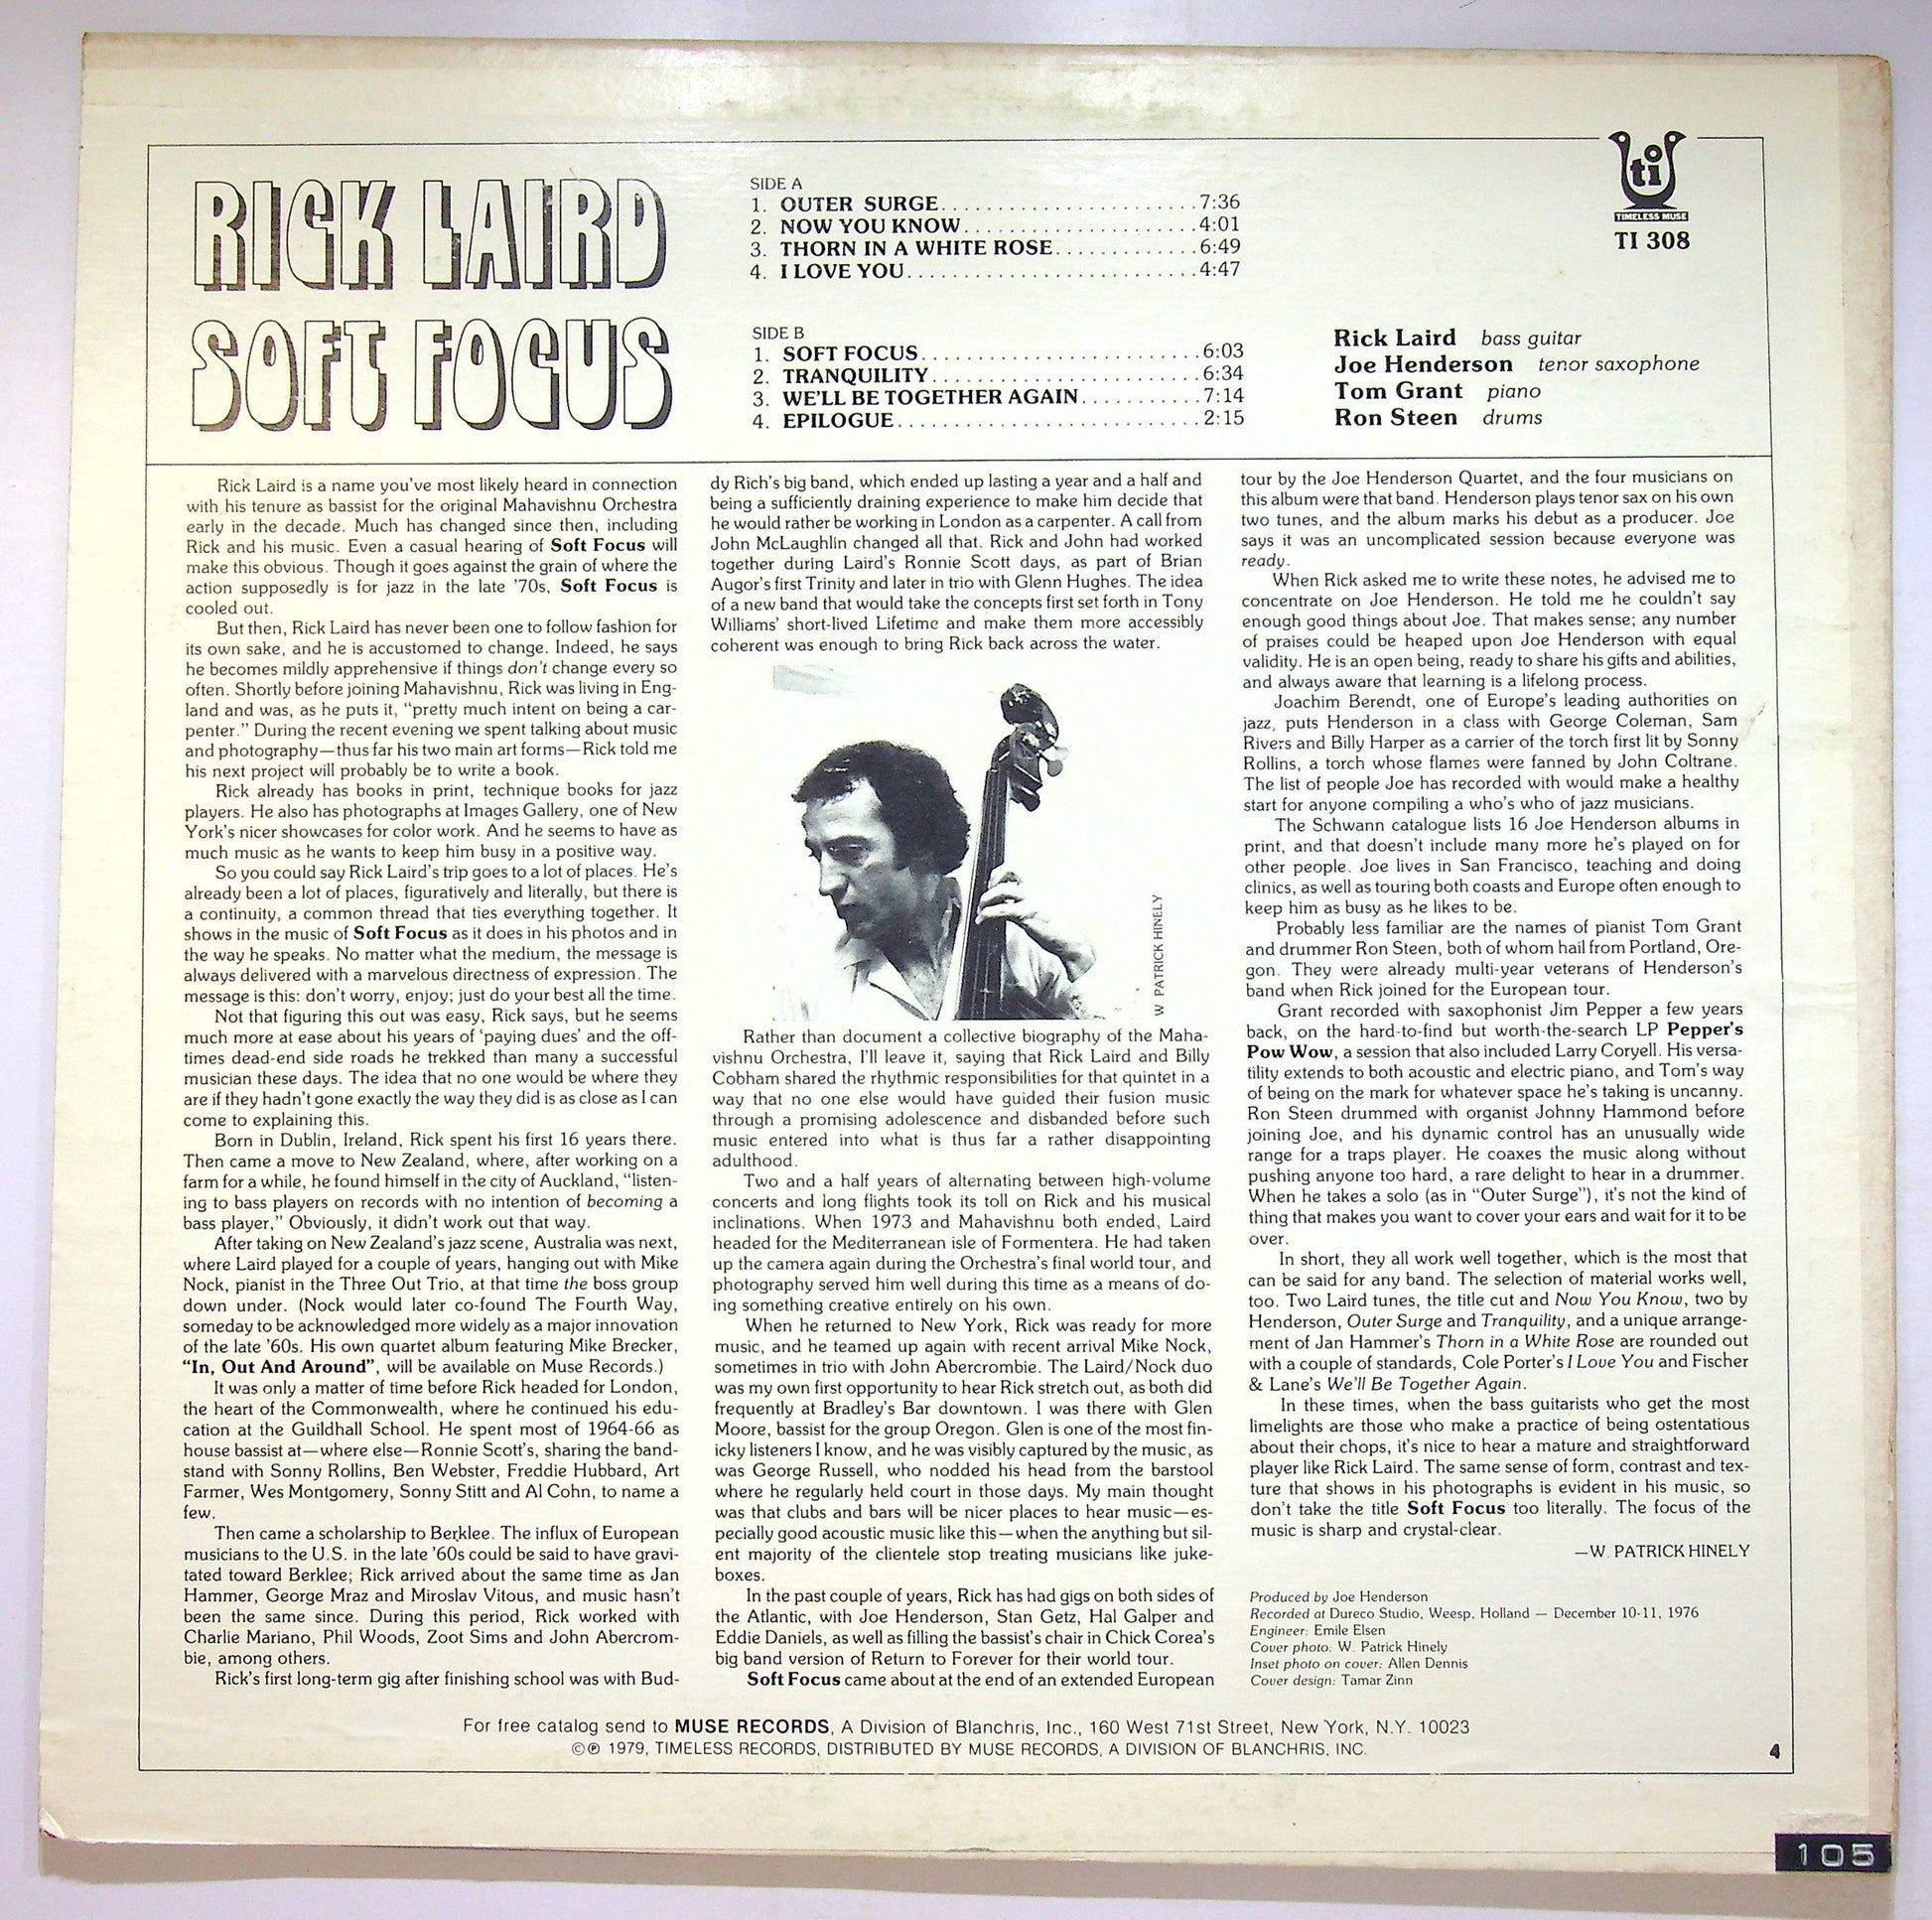 RICK LAIRD
SOFT FOCUS
SIDE A
1. OUTER SURGE........................7:36
2. NOW YOU KNOW......................4:01
3. THORN IN A WHITE ROSE.............6:49
4. I LOVE YOU...........................4:47
SIDE B
1. SOFT FOCUS..........................6:03
2. TRANQUILITY.........................6:34
3. WE'LL BE TOGETHER AGAIN...........7:14
4. EPILOGUE............................2:15
ti
TIMELESS MUSE
TI 308
Rick Laird bass guitar
Joe Henderson tenor saxophone
Tom Grant piano
Ron Steen drums
Rick Laird is a name you've most likely heard in connection
with his tenure as bassist for the original Mahavishnu Orchestra
early in the decade. Much has changed since then, including
Rick and his music. Even a casual hearing of Soft Focus will
make this obvious. Though it goes against the grain of where the
action supposedly is for jazz in the late '70s, Soft Focus is
cooled out.
But then, Rick Laird has never been one to follow fashion for
its own sake, and he is accustomed to change. Indeed, he says
he becomes mildly apprehensive if things don't change every so
often. Shortly before joining Mahavishnu, Rick was living in Eng-
land and was, as he puts it, "pretty much intent on being a car-
penter." During the recent evening we spent talking about music
and photography—thus far his two main art forms—Rick told me
his next project will probably be to write a book.
Rick already has books in print, technique books for jazz
players. He also has photographs at Images Gallery, one of New
York's nicer showcases for color work. And he seems to have as
much music as he wants to keep him busy in a positive way.
So you could say Rick Laird's trip goes to a lot of places. He's
already been a lot of places, figuratively and literally, but there is
a continuity, a common thread that ties everything together. It
shows in the music of Soft Focus as it does in his photos and in
the way he speaks. No matter what the medium, the message is
always delivered with a marvelous directness of expression. The
message is this: don't worry, enjoy; just do your best all the time.
Not that figuring this out was easy, Rick says, but he seems
much more at ease about his years of 'paying dues' and the off-
times dead-end side roads he trekked than many a successful
musician these days. The idea that no one would be where they
are if they hadn't gone exactly the way they did is as close as I can
come to explaining this.
Born in Dublin, Ireland, Rick spent his first 16 years there.
Then came a move to New Zealand, where, after working on a
farm for a while, he found himself in the city of Auckland, "listen-
ing to bass players on records with no intention of becoming a
bass player," Obviously, it didn't work out that way.
After taking on New Zealand's jazz scene, Australia was next,
where Laird played for a couple of years, hanging out with Mike
Nock, pianist in the Three Out Trio, at that time the boss group
down under. (Nock would later co-found The Fourth Way,
someday to be acknowledged more widely as a major innovation
of the late '60s. His own quartet album featuring Mike Brecker,
"In, Out And Around", will be available on Muse Records.)
It was only a matter of time before Rick headed for London,
the heart of the Commonwealth, where he continued his edu-
cation at the Guildhall School. He spent most of 1964-66 as
house bassist at—where else—Ronnie Scott's, sharing the band-
stand with Sonny Rollins, Ben Webster, Freddie Hubbard, Art
Farmer, Wes Montgomery, Sonny Stitt and Al Cohn, to name a
few.
Then came a scholarship to Berklee. The influx of European
musicians to the U.S. in the late '60s could be said to have gravi-
tated toward Berklee; Rick arrived about the same time as Jan
Hammer, George Mraz and Miroslav Vitous, and music hasn't
been the same since. During this period, Rick worked with
Charlie Mariano, Phil Woods, Zoot Sims and John Abercrom-
bie, among others.
Rick's first long-term gig after finishing school was with Bud-
dy Rich's big band, which ended up lasting a year and a half and
being a sufficiently draining experience to make him decide that
he would rather be working in London as a carpenter. A call from
John McLaughlin changed all that. Rick and John had worked
together during Laird's Ronnie Scott days, as part of Brian
Augor's first Trinity and later in trio with Glenn Hughes. The idea
of a new band that would take the concepts first set forth in Tony
Williams' short-lived Lifetime and make them more accessibly
coherent was enough to bring Rick back across the water.
W PATRICK HINELY
Rather than document a collective biography of the Maha-
vishnu Orchestra, I'll leave it, saying that Rick Laird and Billy
Cobham shared the rhythmic responsibilities for that quintet in a
way that no one else would have guided their fusion music
through a promising adolescence and disbanded before such
music entered into what is thus far a rather disappointing
adulthood.
Two and a half years of alternating between high-volume
concerts and long flights took its toll on Rick and his musical
inclinations. When 1973 and Mahavishnu both ended, Laird
headed for the Mediterranean isle of Formentera. He had taken
up the camera again during the Orchestra's final world tour, and
photography served him well during this time as a means of do-
ing something creative entirely on his own.
When he returned to New York, Rick was ready for more
music, and he teamed up again with recent arrival Mike Nock,
sometimes in trio with John Abercrombie. The Laird/Nock duo
was my own first opportunity to hear Rick stretch out, as both did
frequently at Bradley's Bar downtown. I was there with Glen
Moore, bassist for the group Oregon. Glen is one of the most fin-
icky listeners I know, and he was visibly captured by the music, as
was George Russell, who nodded his head from the barstool
where he regularly held court in those days. My main thought
was that clubs and bars will be nicer places to hear music—es-
pecially good acoustic music like this—when the anything but sil-
ent majority of the clientele stop treating musicians like juke-
boxes.
In the past couple of years, Rick has had gigs on both sides of
the Atlantic, with Joe Henderson, Stan Getz, Hal Galper and
Eddie Daniels, as well as filling the bassist's chair in Chick Corea's
big band version of Return to Forever for their world tour.
Soft Focus came about at the end of an extended European
tour by the Joe Henderson Quartet, and the four musicians on
this album were that band. Henderson plays tenor sax on his own
two tunes, and the album marks his debut as a producer. Joe
says it was an uncomplicated session because everyone was
ready.
When Rick asked me to write these notes, he advised me to
concentrate on Joe Henderson. He told me he couldn't say
enough good things about Joe. That makes sense; any number
of praises could be heaped upon Joe Henderson with equal
validity. He is an open being, ready to share his gifts and abilities,
and always aware that learning is a lifelong process.
Joachim Berendt, one of Europe's leading authorities on
jazz, puts Henderson in a class with George Coleman, Sam
Rivers and Billy Harper as a carrier of the torch first lit by Sonny
Rollins, a torch whose flames were fanned by John Coltrane.
The list of people Joe has recorded with would make a healthy
start for anyone compiling a who's who of jazz musicians.
The Schwann catalogue lists 16 Joe Henderson albums in
print, and that doesn't include many more he's played on for
other people. Joe lives in San Francisco, teaching and doing
clinics, as well as touring both coasts and Europe often enough to
keep him as busy as he likes to be.
Probably less familiar are the names of pianist Tom Grant
and drummer Ron Steen, both of whom hail from Portland, Ore-
gon. They were already multi-year veterans of Henderson's
band when Rick joined for the European tour.
Grant recorded with saxophonist Jim Pepper a few years
back, on the hard-to-find but worth-the-search LP Pepper's
Pow Wow, a session that also included Larry Coryell. His versa-
tility extends to both acoustic and electric piano, and Tom's way
of being on the mark for whatever space he's taking is uncanny.
Ron Steen drummed with organist Johnny Hammond before
joining Joe, and his dynamic control has an unusually wide
range for a traps player. He coaxes the music along without
pushing anyone too hard, a rare delight to hear in a drummer.
When he takes a solo (as in "Outer Surge"), it's not the kind of
thing that makes you want to cover your ears and wait for it to be
over.
In short, they all work well together, which is the most that
can be said for any band. The selection of material works well,
too. Two Laird tunes, the title cut and Now You Know, two by
Henderson, Outer Surge and Tranquility, and a unique arrange-
ment of Jan Hammer's Thorn in a White Rose are rounded out
with a couple of standards, Cole Porter's I Love You and Fischer
& Lane's We'll Be Together Again.
In these times, when the bass guitarists who get the most
limelights are those who make a practice of being ostentatious
about their chops, it's nice to hear a mature and straightforward
player like Rick Laird. The same sense of form, contrast and tex-
ture that shows in his photographs is evident in his music, so
don't take the title Soft Focus too literally. The focus of the
music is sharp and crystal-clear.
—W. PATRICK HINELY
Produced by Joe Henderson
Recorded at Dureco Studio, Weesp, Holland — December 10-11, 1976
Engineer: Emile Elsen
Cover photo: W. Patrick Hinely
Inset photo on cover: Allen Dennis
Cover design: Tamar Zinn
For free catalog send to MUSE RECORDS, A Division of Blanchris, Inc., 160 West 71st Street, New York, N.Y. 10023
©℗ 1979, TIMELESS RECORDS, DISTRIBUTED BY MUSE RECORDS, A DIVISION OF BLANCHRIS, INC.
4
105